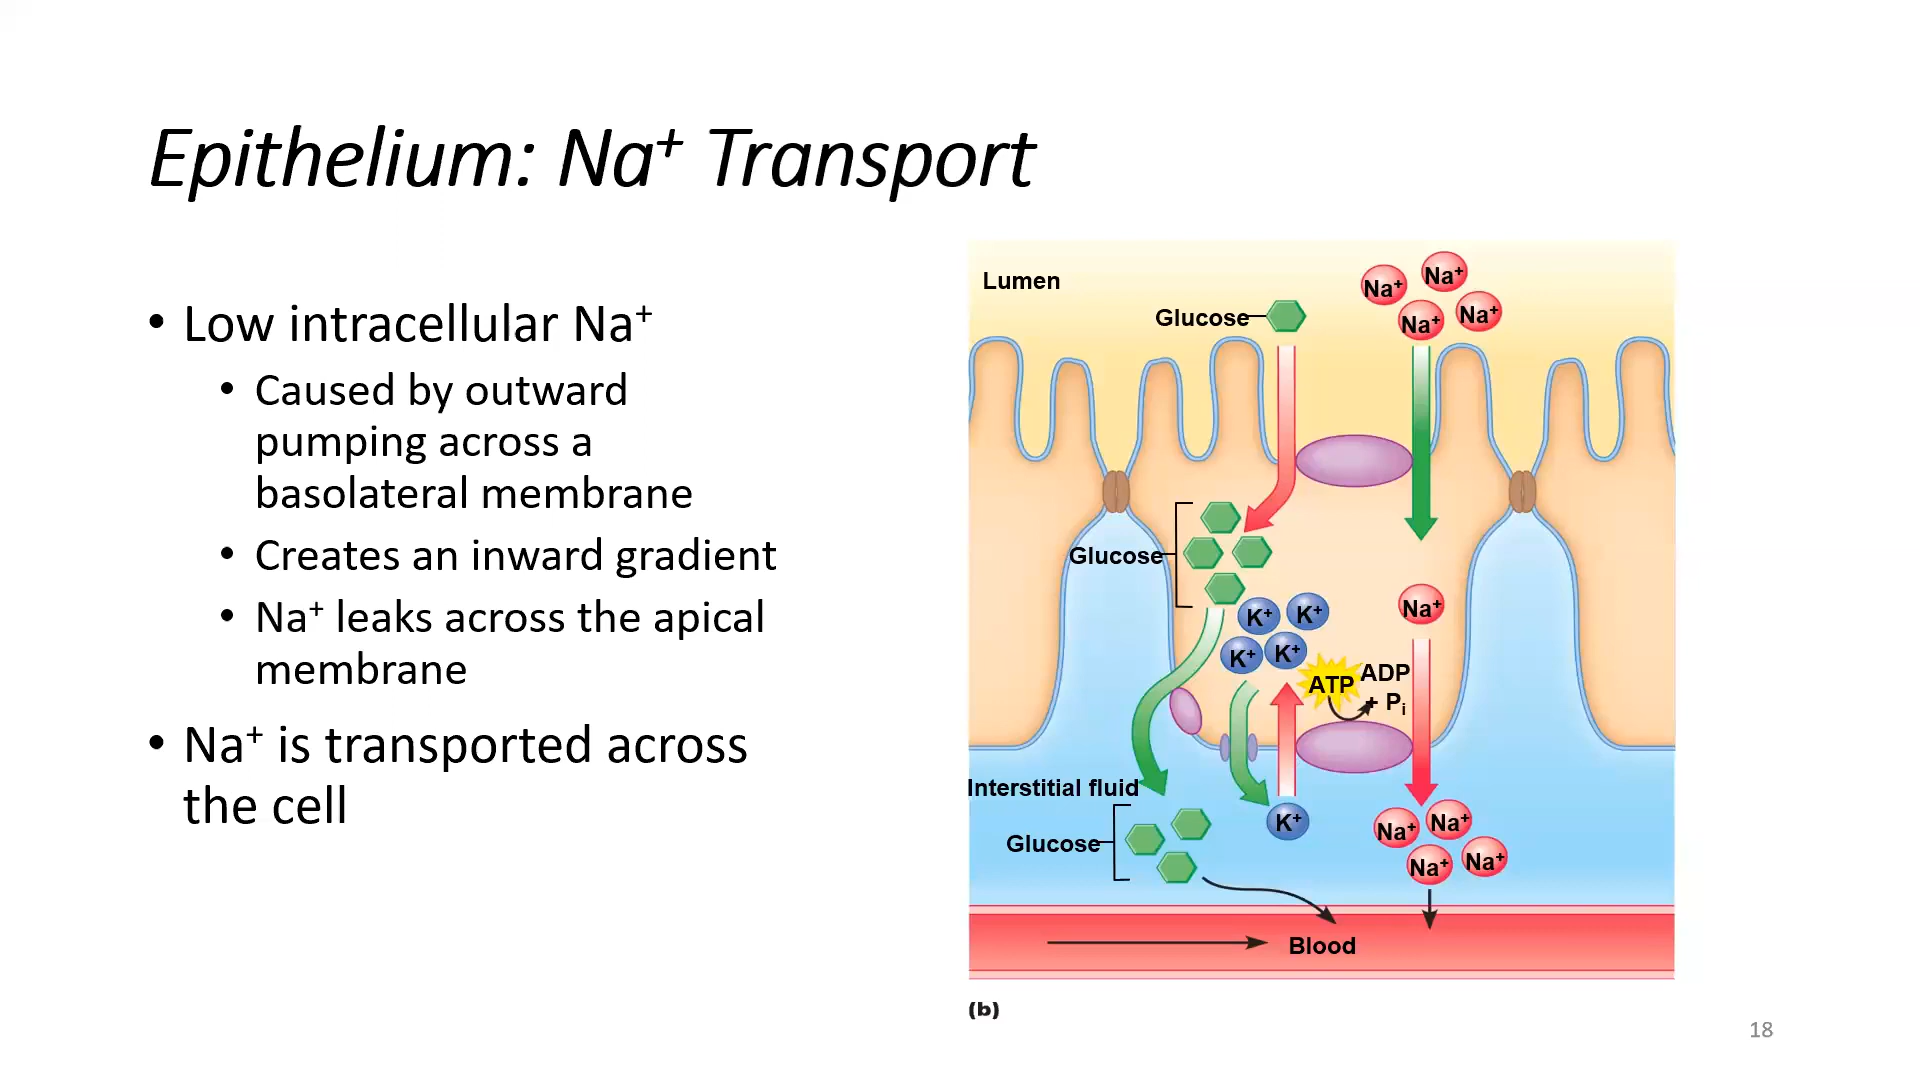 Epithelium: Na⁺ Transport
• Low intracellular Na⁺
• Caused by outward
pumping across a
basolateral membrane
• Creates an inward gradient
• Na⁺ leaks across the apical
membrane
• Na⁺ is transported across
the cell
Lumen
Glucose
Na⁺
Na⁺
Na⁺
Na⁺
Glucose
K⁺
K⁺
K⁺
K⁺
Na⁺
ATP
ADP
+ Pᵢ
Interstitial fluid
Glucose
K⁺
Na⁺
Na⁺
Na⁺
Na⁺
Blood
(b)
18